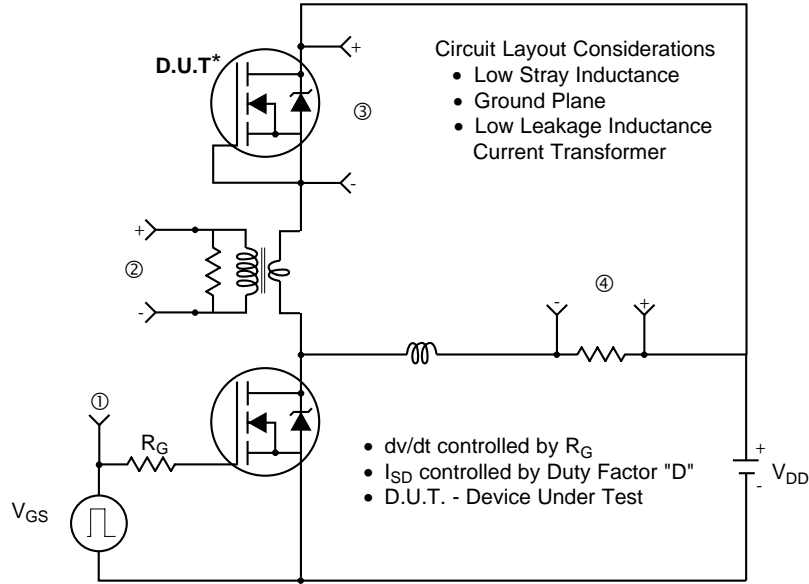 +
D.U.T*
③
-
Circuit Layout Considerations
• Low Stray Inductance
• Ground Plane
• Low Leakage Inductance
Current Transformer
+
②
-
④
-
+
①
RG
VGS
• dv/dt controlled by RG
• ISD controlled by Duty Factor "D"
• D.U.T. - Device Under Test
+
VDD
-